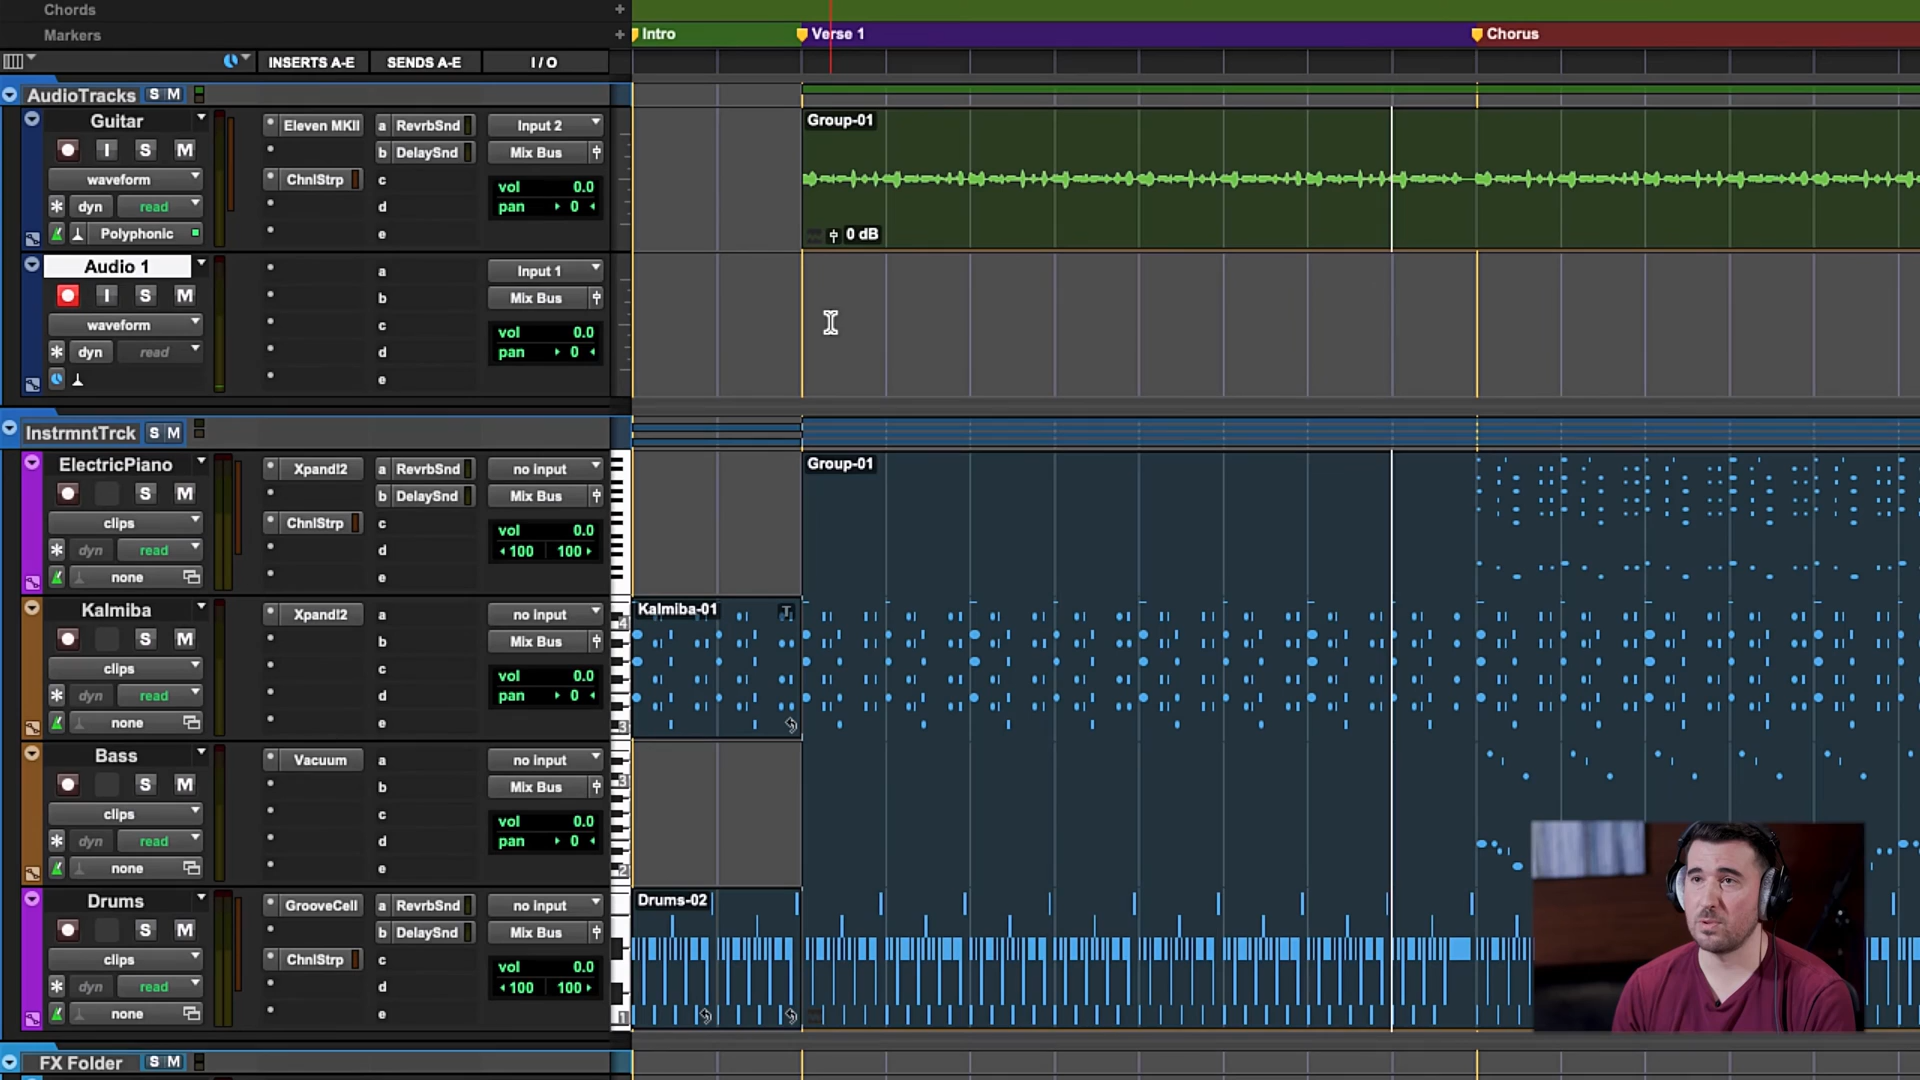 Chords
Markers
Intro
Verse 1
Chorus
INSERTS A-E
SENDS A-E
I / O
AudioTracks
S M
Guitar
Eleven MKII
a RevrbSnd
Input 2
Group-01
b DelaySnd
Mix Bus
I S M
waveform
ChnlStrp
c
vol 0.0
dyn
read
d
pan 0
Polyphonic
e
0 dB
Audio 1
a
Input 1
I S M
b
Mix Bus
waveform
c
vol 0.0
dyn
read
d
pan 0
e
InstrmntTrck
S M
ElectricPiano
Xpand!2
a RevrbSnd
no input
Group-01
S M
b DelaySnd
Mix Bus
clips
ChnlStrp
c
vol 0.0
dyn
read
d
100 100
none
e
Kalmiba
Xpand!2
a
no input
Kalmiba-01
4
S M
b
Mix Bus
clips
c
vol 0.0
dyn
read
d
pan 0
none
e
3
Bass
Vacuum
a
no input
S M
b
Mix Bus
3
clips
c
vol 0.0
dyn
read
d
pan 0
none
e
2
Drums
GrooveCell
a RevrbSnd
no input
Drums-02
S M
b DelaySnd
Mix Bus
clips
ChnlStrp
c
vol 0.0
dyn
read
d
100 100
none
e
1
FX Folder
S M